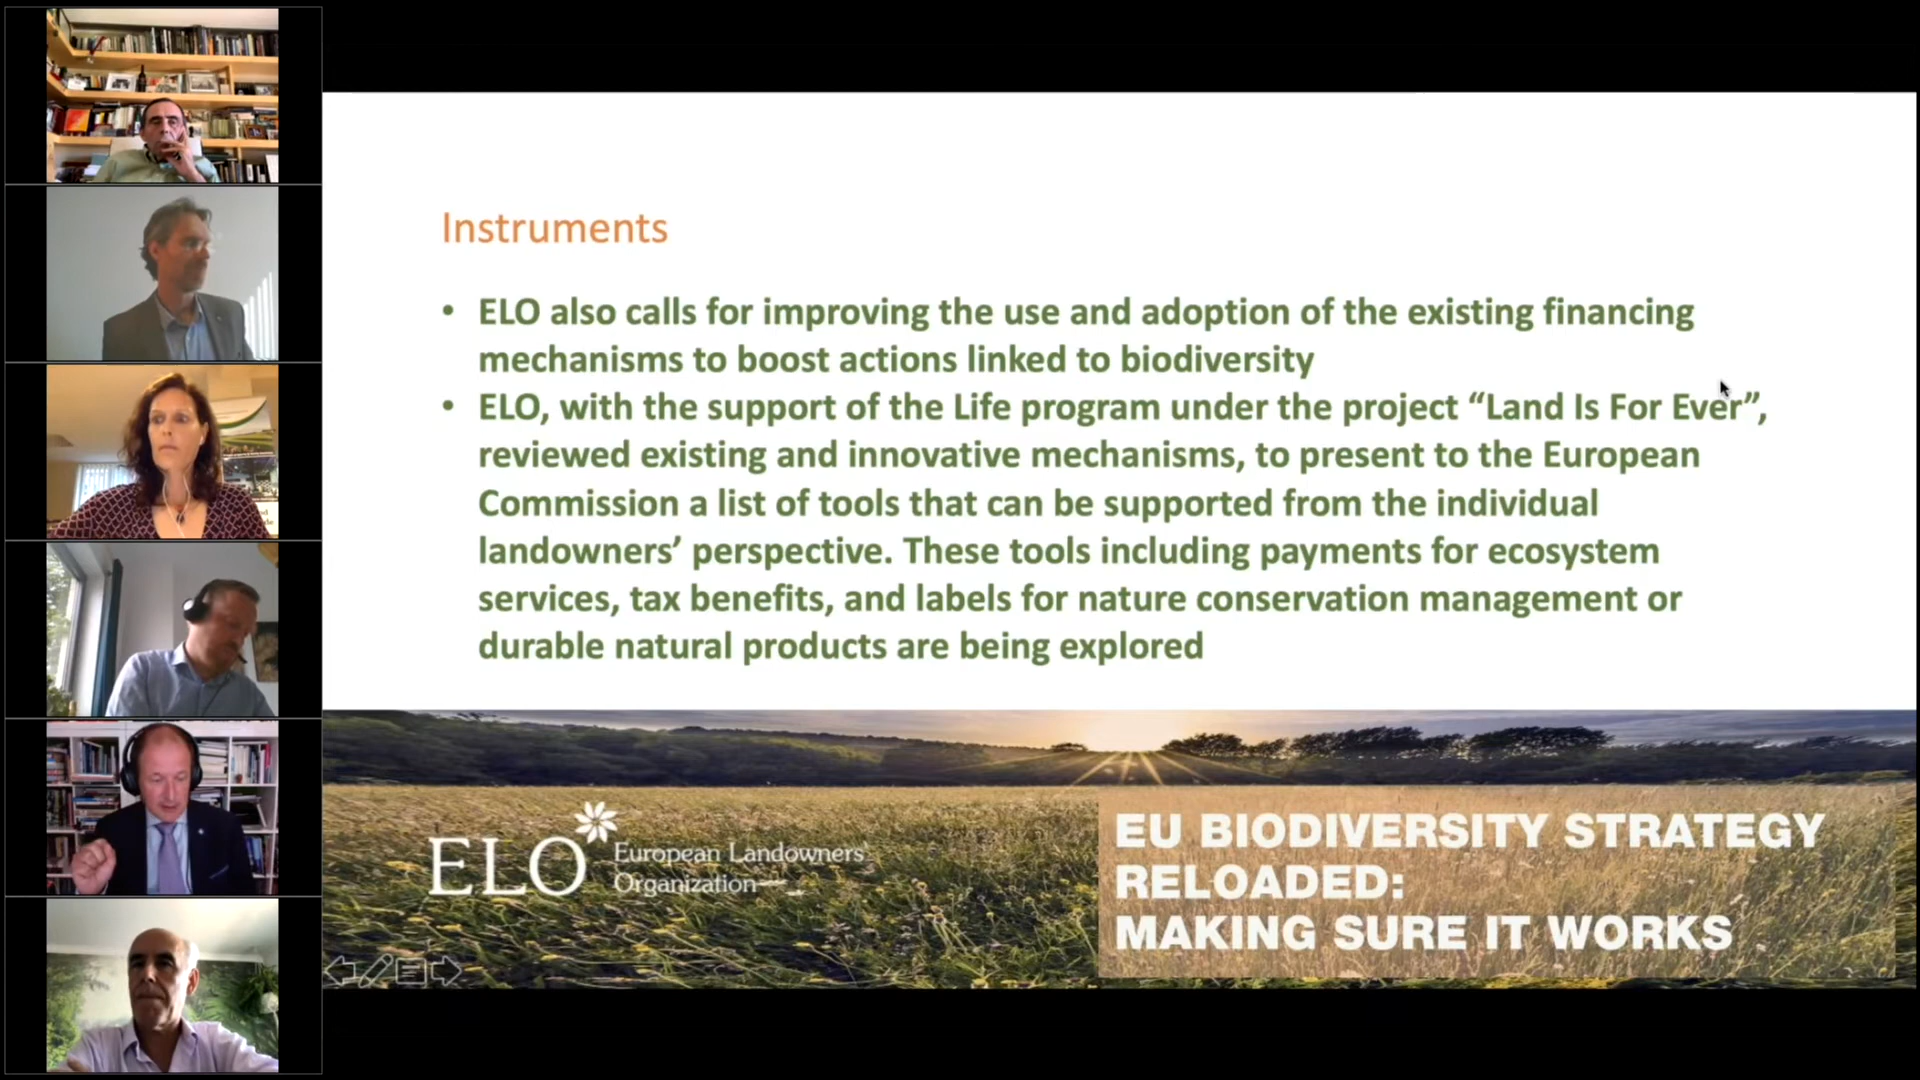 Instruments
• ELO also calls for improving the use and adoption of the existing financing
mechanisms to boost actions linked to biodiversity
• ELO, with the support of the Life program under the project “Land Is For Ever”,
reviewed existing and innovative mechanisms, to present to the European
Commission a list of tools that can be supported from the individual
landowners’ perspective. These tools including payments for ecosystem
services, tax benefits, and labels for nature conservation management or
durable natural products are being explored
ELO
European Landowners'
Organization
EU BIODIVERSITY STRATEGY
RELOADED:
MAKING SURE IT WORKS